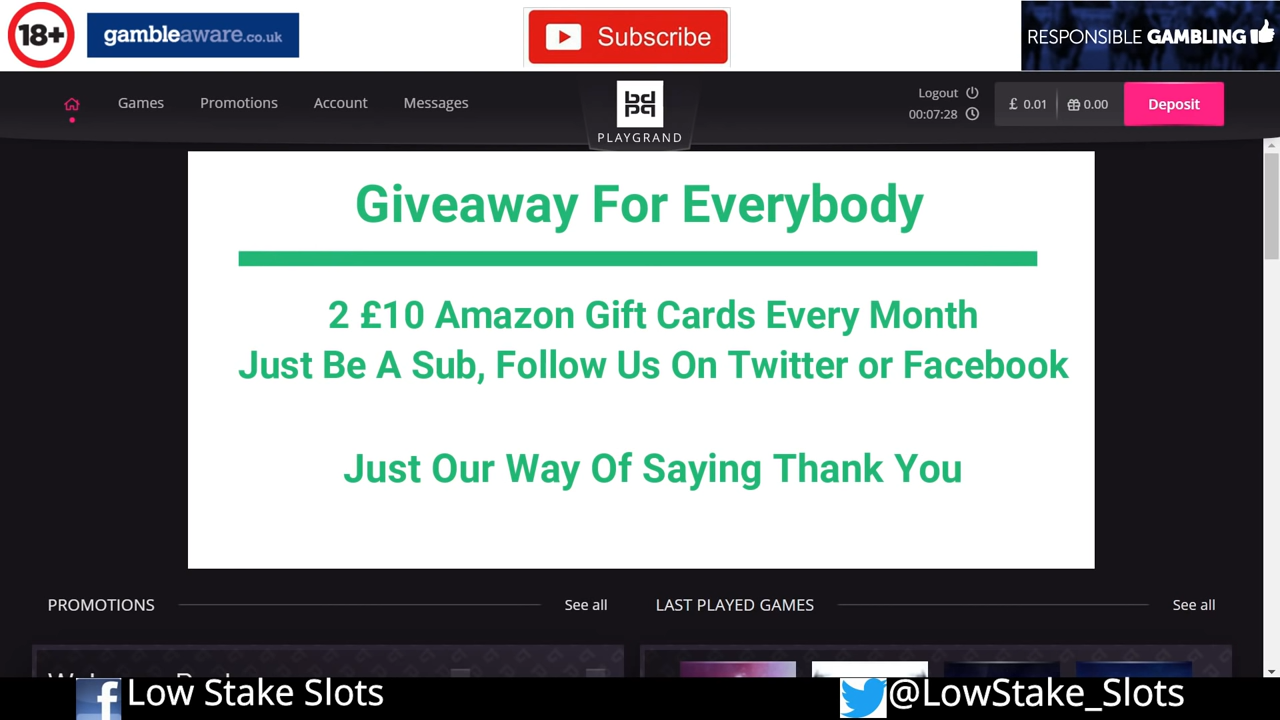 18+
gambleaware.co.uk
Subscribe
RESPONSIBLE GAMBLING
Games
Promotions
Account
Messages
PLAYGRAND
Logout
00:07:28
£ 0.01
0.00
Deposit
Giveaway For Everybody
2 £10 Amazon Gift Cards Every Month
Just Be A Sub, Follow Us On Twitter or Facebook
Just Our Way Of Saying Thank You
PROMOTIONS
See all
LAST PLAYED GAMES
See all
Low Stake Slots
@LowStake_Slots